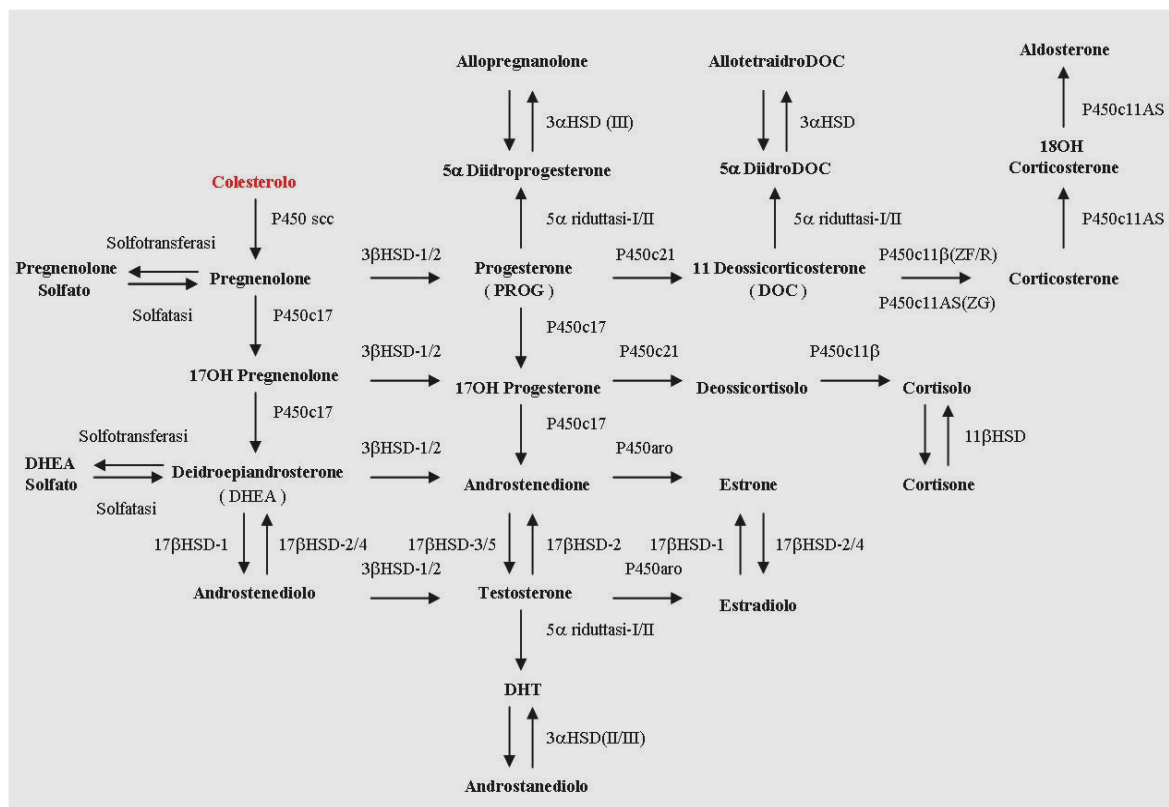 Allopregnanolone
AllotetraidroDOC
Aldosterone
3αHSD (III)
3αHSD
P450c11AS
5α Diidroprogesterone
5α DiidroDOC
18OH
Corticosterone
Colesterolo
P450 scc
5α riduttasi-I/II
5α riduttasi-I/II
P450c11AS
Solfotransferasi
3βHSD-1/2
P450c21
P450c11β(ZF/R)
Pregnenolone
Solfato
Pregnenolone
Progesterone
( PROG )
11 Deossicorticosterone
( DOC )
Corticosterone
Solfatasi
P450c11AS(ZG)
P450c17
P450c17
3βHSD-1/2
P450c21
P450c11β
17OH Pregnenolone
17OH Progesterone
Deossicortisolo
Cortisolo
P450c17
P450c17
Solfotransferasi
3βHSD-1/2
P450aro
11βHSD
DHEA
Solfato
Deidroepiandrosterone
( DHEA )
Androstenedione
Estrone
Cortisone
Solfatasi
17βHSD-1
17βHSD-2/4
17βHSD-3/5
17βHSD-2
17βHSD-1
17βHSD-2/4
3βHSD-1/2
P450aro
Androstenediolo
Testosterone
Estradiolo
5α riduttasi-I/II
DHT
3αHSD(II/III)
Androstanediolo